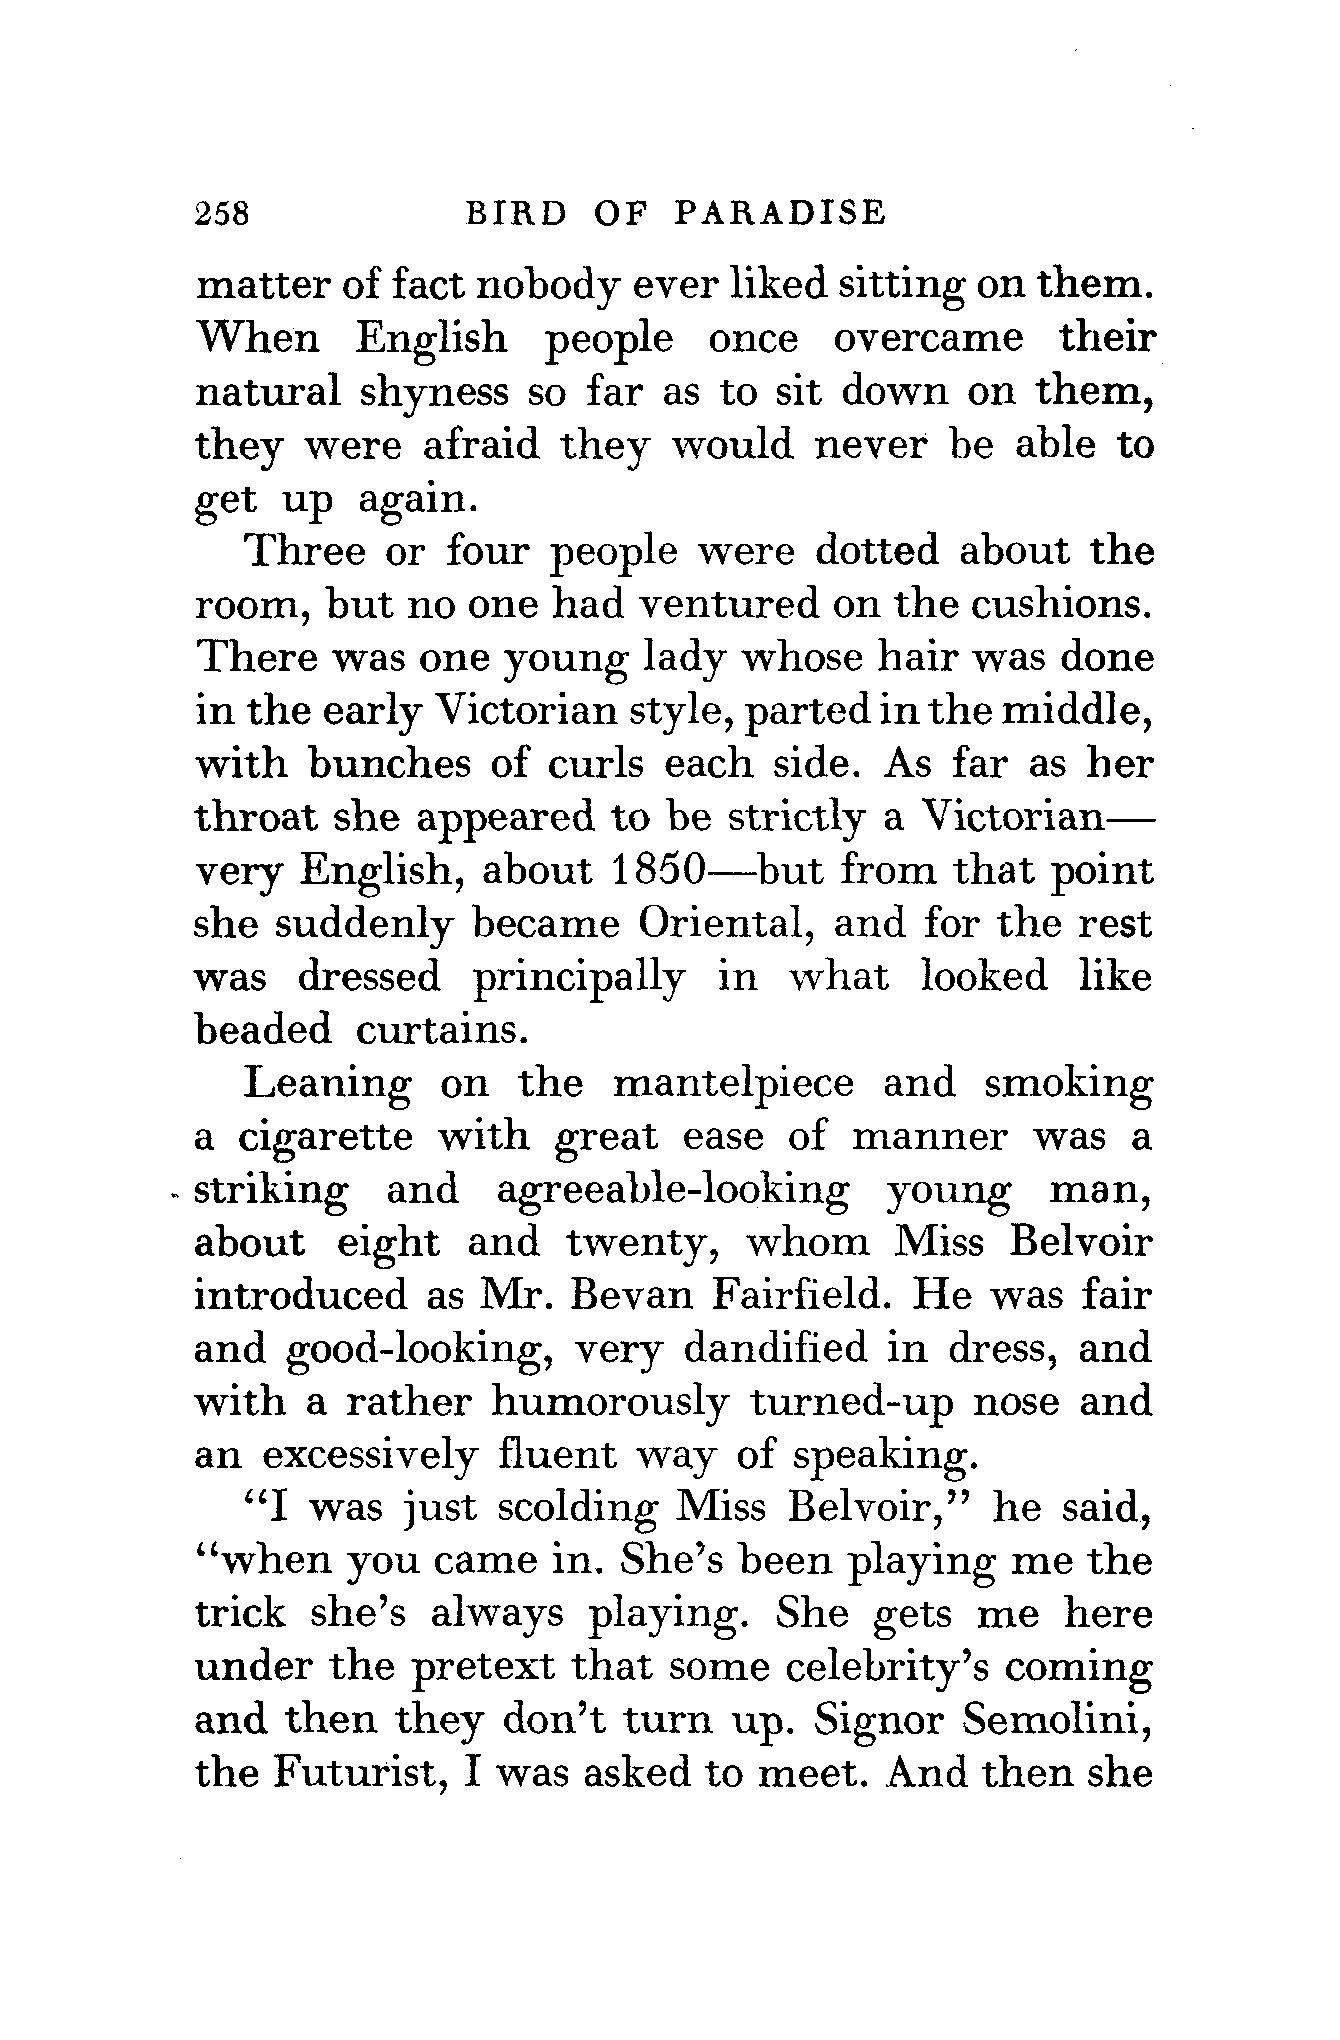 258 BIRD OF PARADISE
matter of fact nobody ever liked sitting on them.
When English people once overcame their
natural shyness so far as to sit down on them,
they were afraid they would never be able to
get up again.
Three or four people were dotted about the
room, but no one had ventured on the cushions.
There was one young lady whose hair was done
in the early Victorian style, parted in the middle,
with bunches of curls each side. As far as her
throat she appeared to be strictly a Victorian—
very English, about 1850—but from that point
she suddenly became Oriental, and for the rest
was dressed principally in what looked like
beaded curtains.
Leaning on the mantelpiece and smoking
a cigarette with great ease of manner was a
striking and agreeable-looking young man,
about eight and twenty, whom Miss Belvoir
introduced as Mr. Bevan Fairfield. He was fair
and good-looking, very dandified in dress, and
with a rather humorously turned-up nose and
an excessively fluent way of speaking.
“I was just scolding Miss Belvoir,” he said,
“when you came in. She’s been playing me the
trick she’s always playing. She gets me here
under the pretext that some celebrity’s coming
and then they don’t turn up. Signor Semolini,
the Futurist, I was asked to meet. And then she